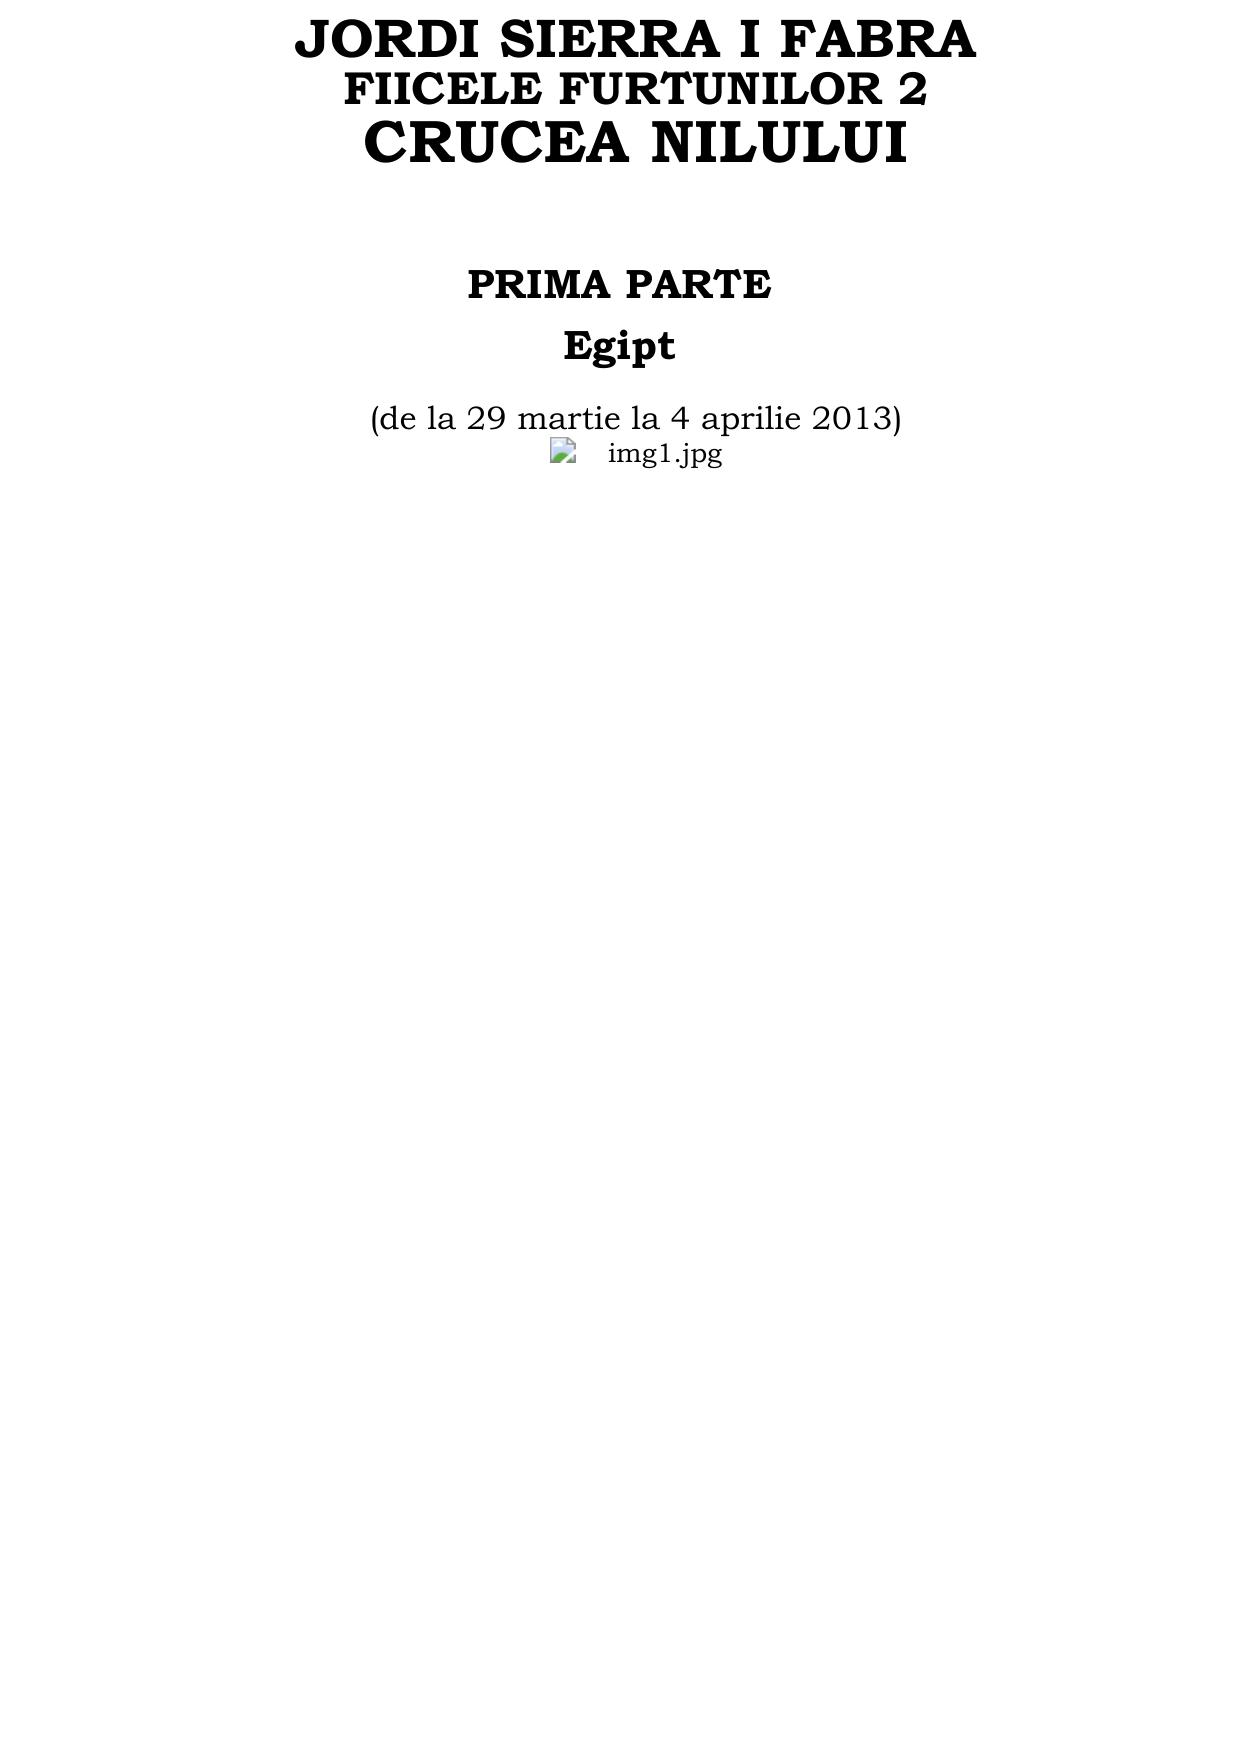 JORDI SIERRA I FABRA
FIICELE FURTUNILOR 2
CRUCEA NILULUI
PRIMA PARTE
Egipt
(de la 29 martie la 4 aprilie 2013)
img1.jpg